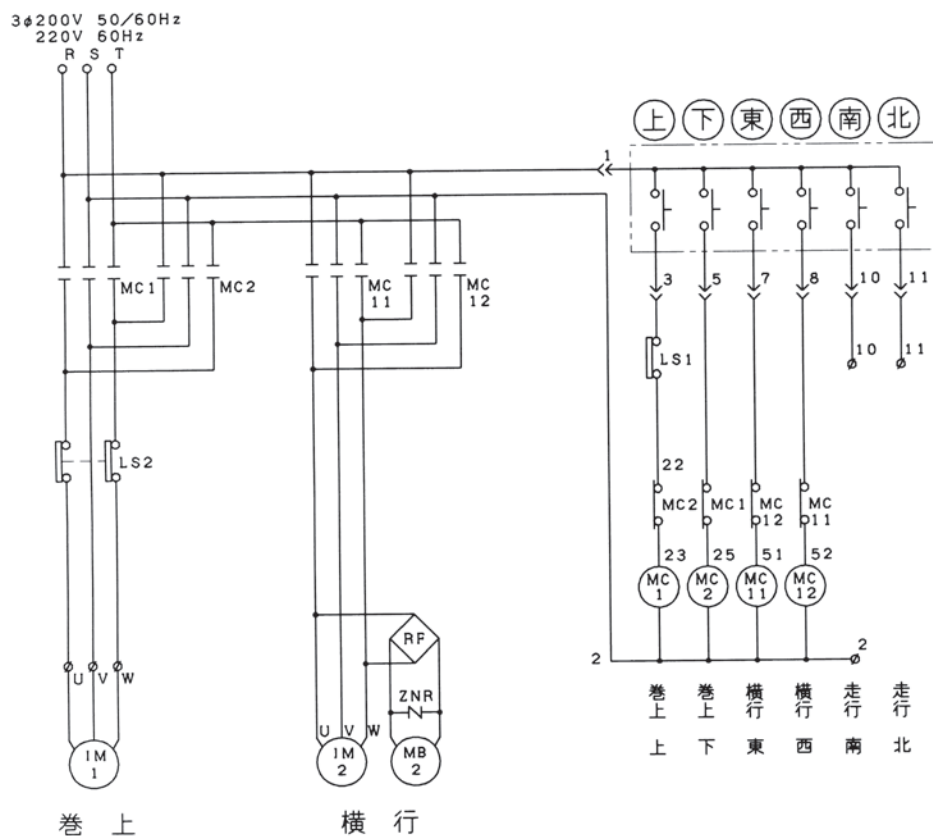 3φ200V 50/60Hz
220V 60Hz
R S T
上 下 東 西 南 北
1
3 5 7 8 10 11
MC1 MC2 MC 11 MC 12
LS1 10 11
LS2
22
MC2 MC1 MC 12 MC 11
23 25 51 52
MC 1 MC 2 MC 11 MC 12
RF
2 2
U V W
ZNR
U V W
IM 1 IM 2 MB 2
巻上上 巻上下 横行東 横行西 走行南 走行北
巻上 横行